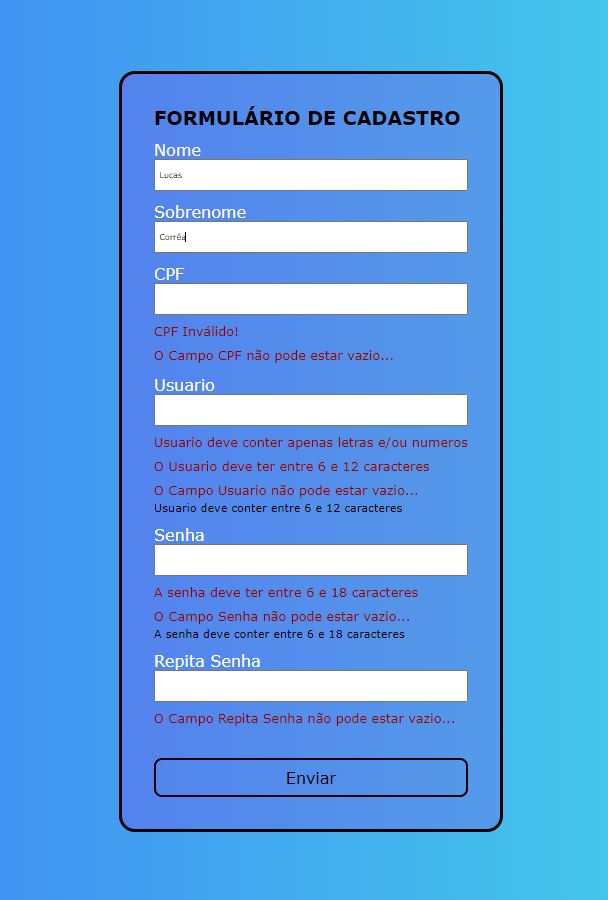 FORMULÁRIO DE CADASTRO
Nome
Lucas
Sobrenome
Corrêa
CPF
CPF Inválido!
O Campo CPF não pode estar vazio...
Usuario
Usuario deve conter apenas letras e/ou numeros
O Usuario deve ter entre 6 e 12 caracteres
O Campo Usuario não pode estar vazio...
Usuario deve conter entre 6 e 12 caracteres
Senha
A senha deve ter entre 6 e 18 caracteres
O Campo Senha não pode estar vazio...
A senha deve conter entre 6 e 18 caracteres
Repita Senha
O Campo Repita Senha não pode estar vazio...
Enviar